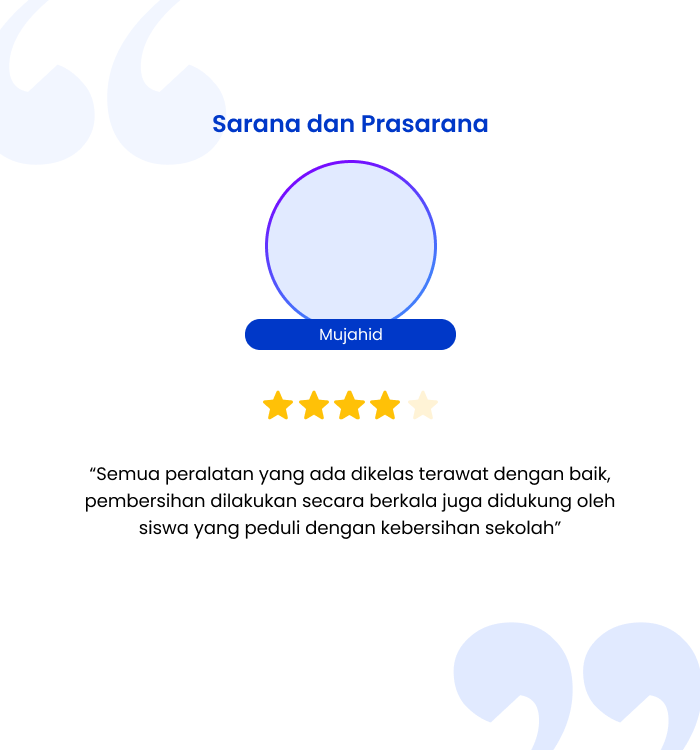 Sarana dan Prasarana
Mujahid
“Semua peralatan yang ada dikelas terawat dengan baik,
pembersihan dilakukan secara berkala juga didukung oleh
siswa yang peduli dengan kebersihan sekolah”